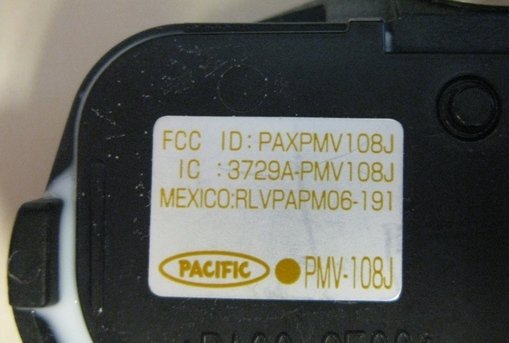 FCC ID: PAXPMV108J
IC : 3729A-PMV108J
MEXICO:RLVPAPM06-191
PACIFIC ● PMV-108J